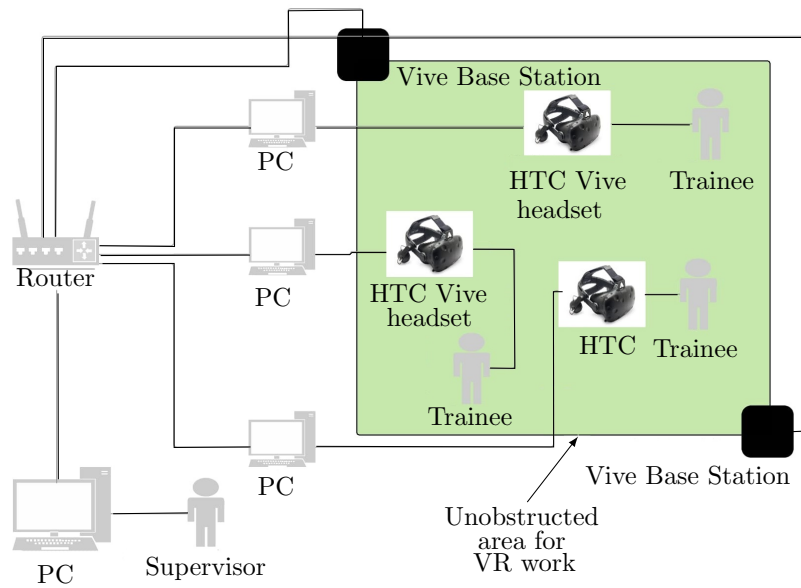 Vive Base Station
PC
HTC Vive
headset
Trainee
Router
PC
HTC Vive
headset
HTC
Trainee
Trainee
PC
Vive Base Station
Unobstructed
area for
VR work
PC
Supervisor